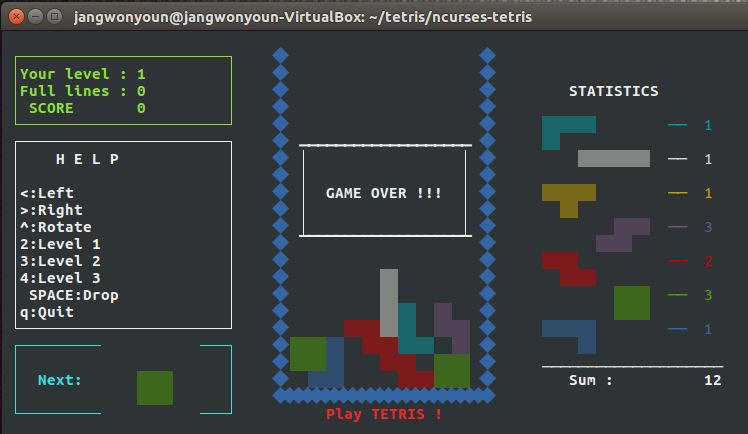 jangwonyoun@jangwonyoun-VirtualBox: ~/tetris/ncurses-tetris
Your level : 1
Full lines : 0
SCORE 0
H E L P
<:Left
>:Right
^:Rotate
2:Level 1
3:Level 2
4:Level 3
SPACE:Drop
q:Quit
Next:
GAME OVER !!!
Play TETRIS !
STATISTICS
— 1
— 1
— 1
— 3
— 2
— 3
— 1
Sum : 12